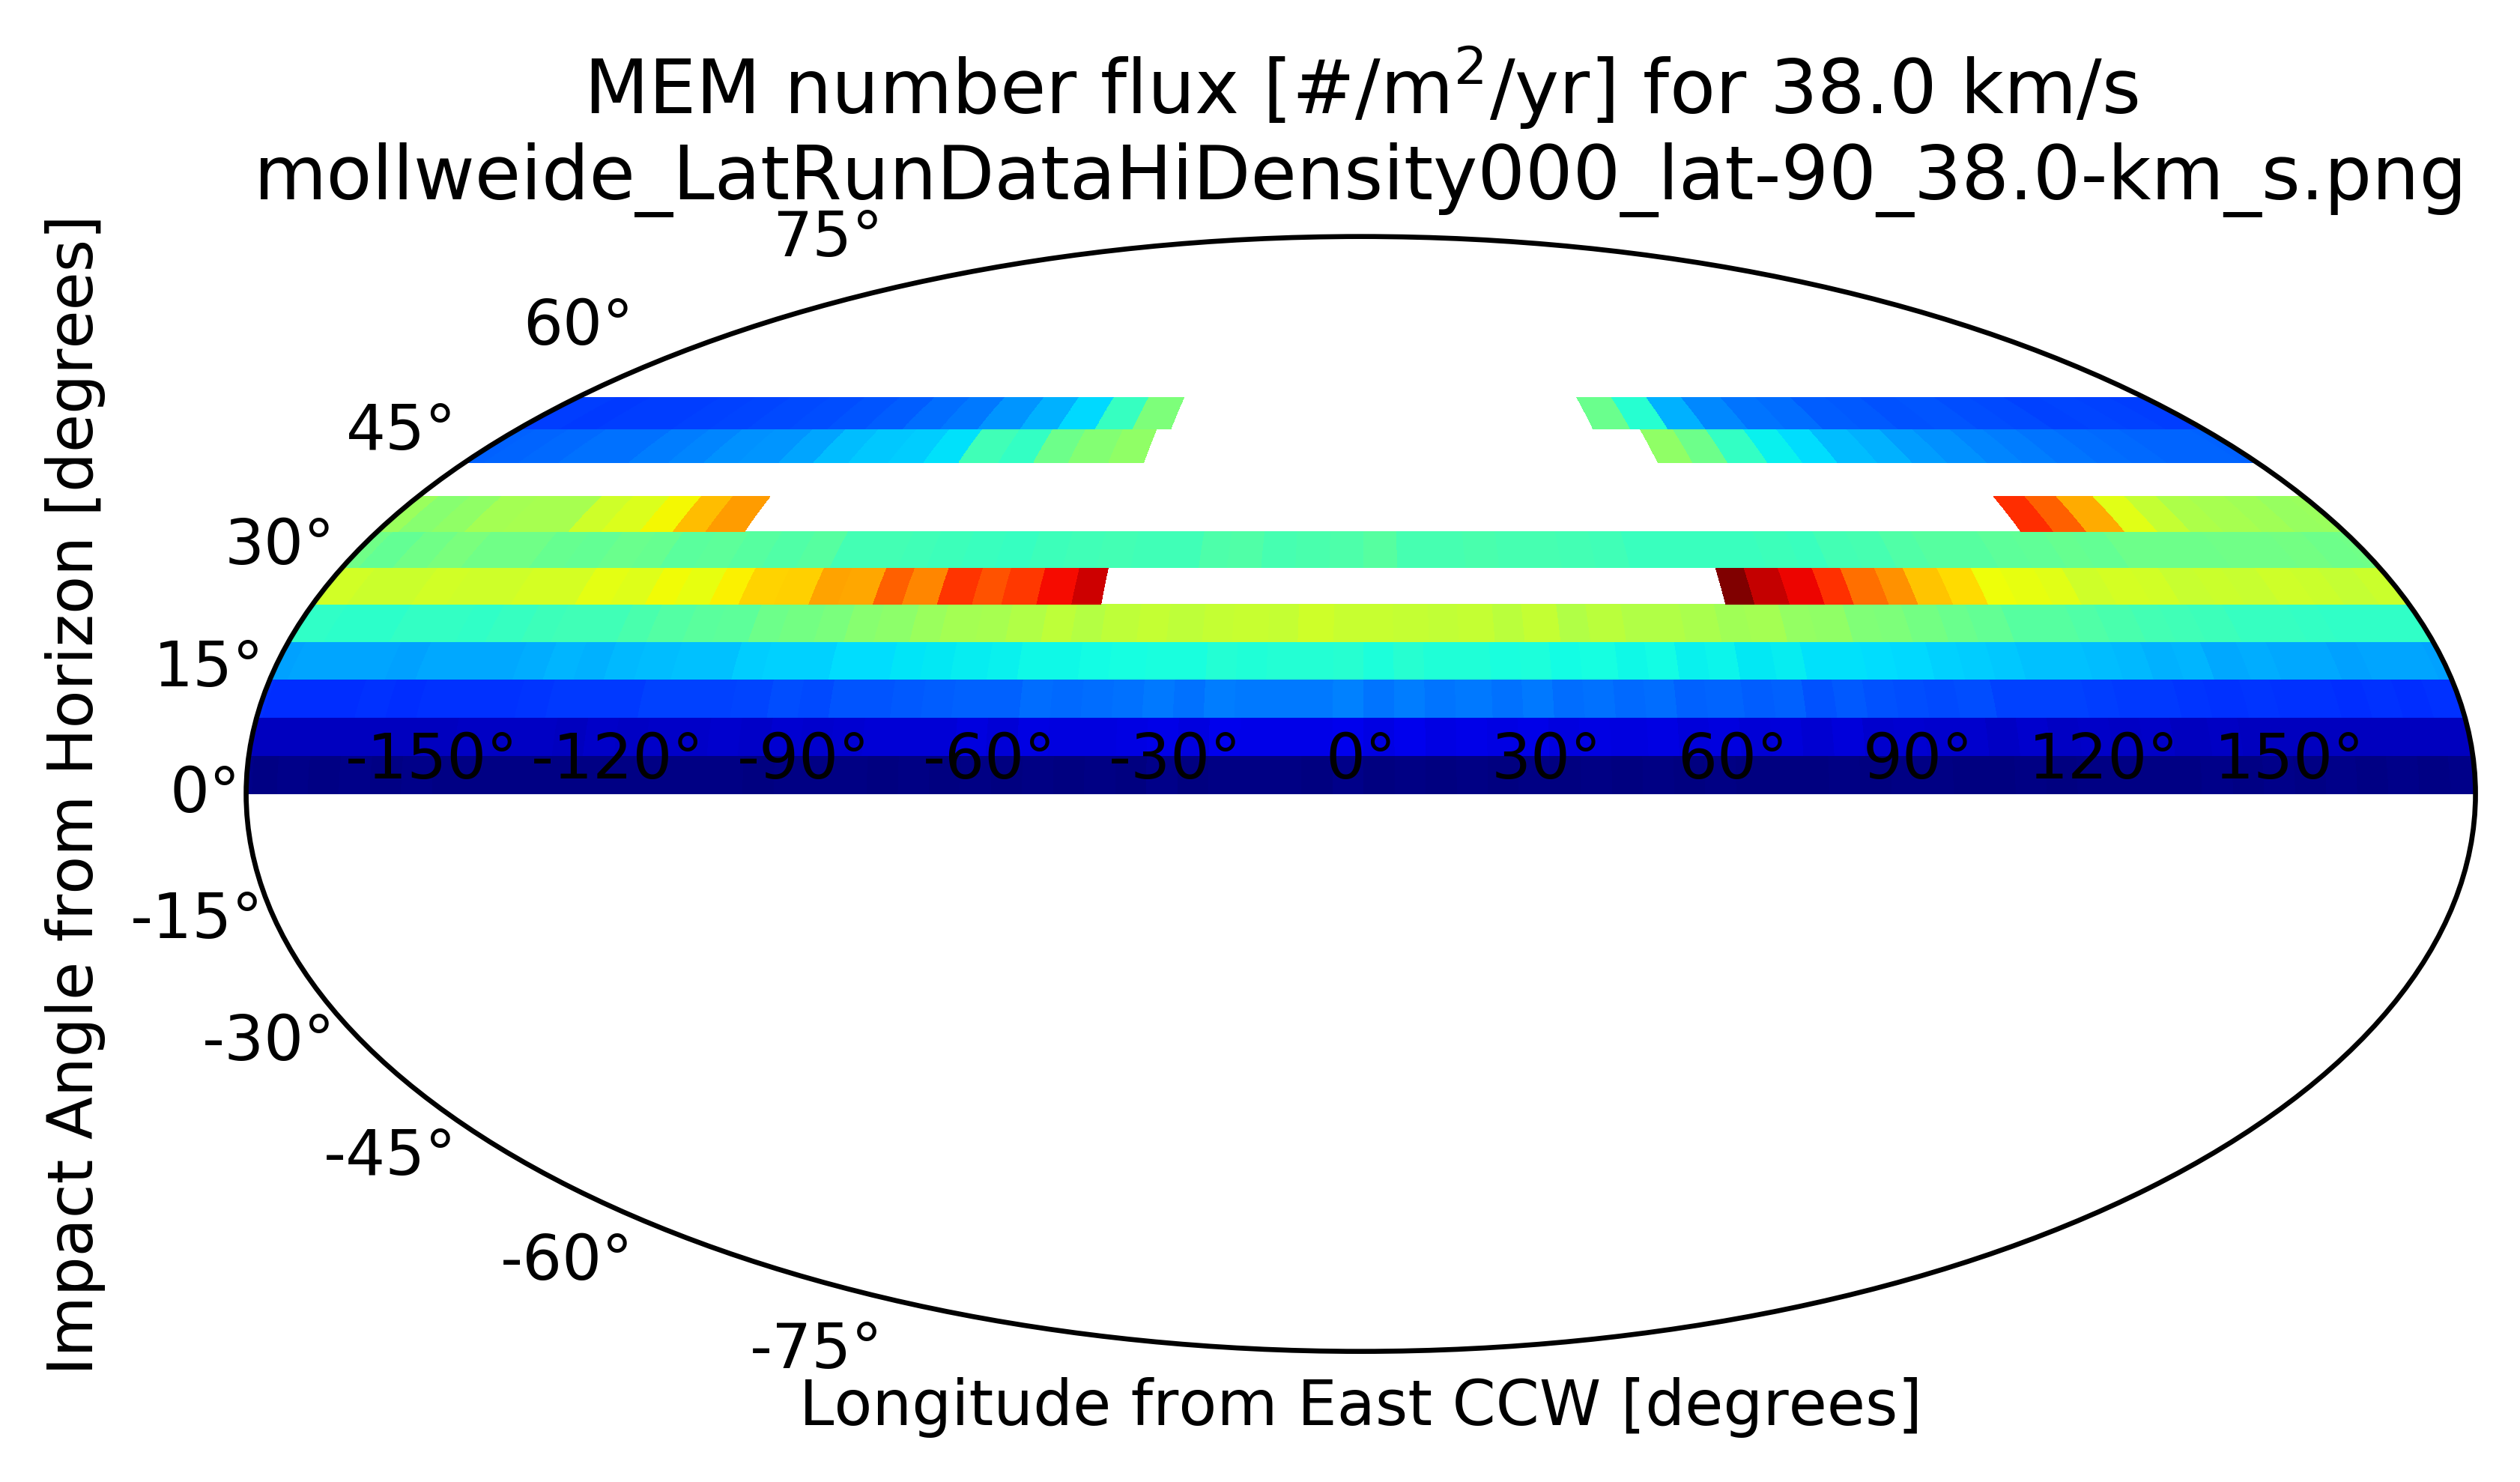 MEM number flux [#/m²/yr] for 38.0 km/s
mollweide_LatRunDataHiDensity000_lat-90_38.0-km_s.png
Impact Angle from Horizon [degrees]
75°
60°
45°
30°
15°
0°
-15°
-30°
-45°
-60°
-75°
-150° -120° -90° -60° -30° 0° 30° 60° 90° 120° 150°
Longitude from East CCW [degrees]